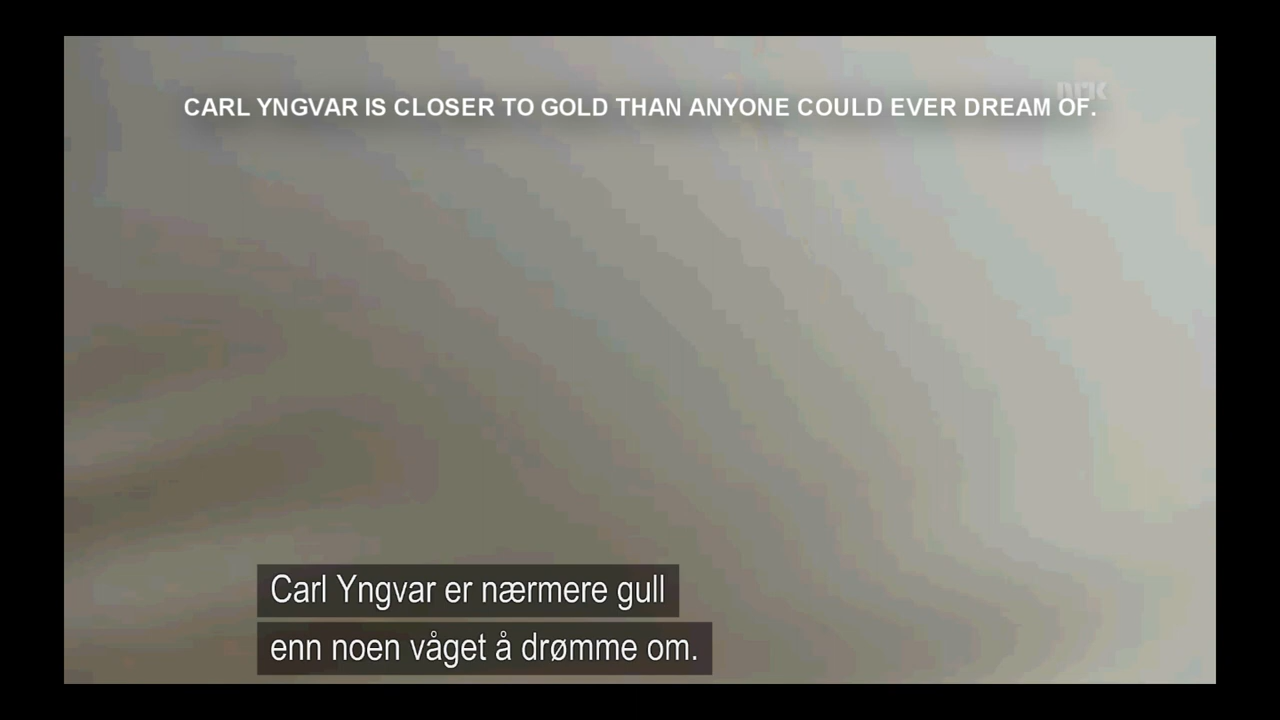 NRK
CARL YNGVAR IS CLOSER TO GOLD THAN ANYONE COULD EVER DREAM OF.
Carl Yngvar er nærmere gull
enn noen våget å drømme om.